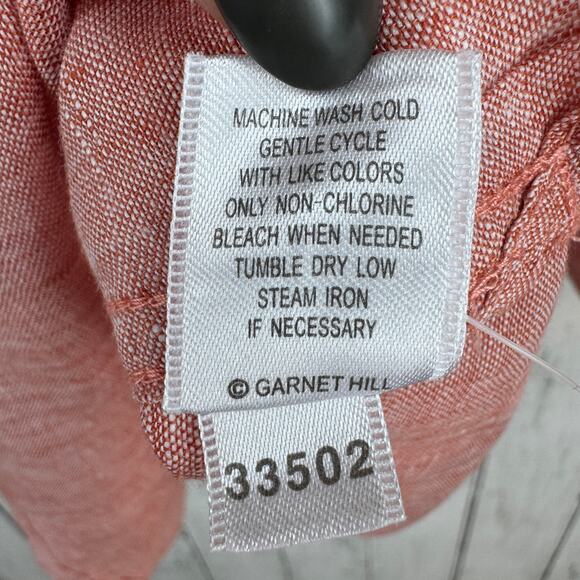 MACHINE WASH COLD
GENTLE CYCLE
WITH LIKE COLORS
ONLY NON-CHLORINE
BLEACH WHEN NEEDED
TUMBLE DRY LOW
STEAM IRON
IF NECESSARY
© GARNET HILL
33502